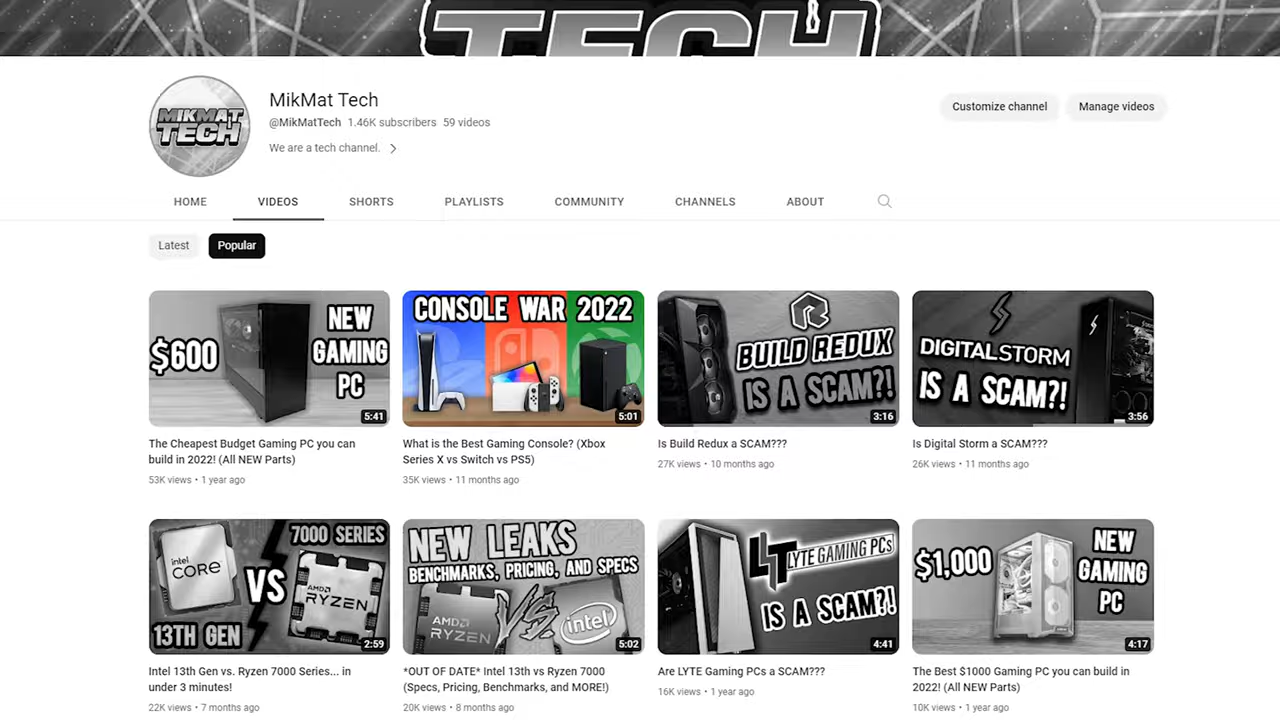 TECH
MIKMAT
TECH
MikMat Tech
@MikMatTech 1.46K subscribers 59 videos
We are a tech channel.
Customize channel
Manage videos
HOME
VIDEOS
SHORTS
PLAYLISTS
COMMUNITY
CHANNELS
ABOUT
Latest
Popular
$600
NEW
GAMING
PC
5:41
The Cheapest Budget Gaming PC you can
build in 2022! (All NEW Parts)
53K views • 1 year ago
CONSOLE WAR 2022
5:01
What is the Best Gaming Console? (Xbox
Series X vs Switch vs PS5)
35K views • 11 months ago
BUILD REDUX
IS A SCAM?!
3:16
Is Build Redux a SCAM???
27K views • 10 months ago
DIGITALSTORM
IS A SCAM?!
3:56
Is Digital Storm a SCAM???
26K views • 11 months ago
intel
CORE
13TH GEN
VS
7000 SERIES
AMD
RYZEN
2:59
Intel 13th Gen vs. Ryzen 7000 Series... in
under 3 minutes!
22K views • 7 months ago
NEW LEAKS
BENCHMARKS, PRICING, AND SPECS
AMD
RYZEN
VS
intel
5:02
*OUT OF DATE* Intel 13th vs Ryzen 7000
(Specs, Pricing, Benchmarks, and MORE!)
20K views • 8 months ago
LT
LYTE GAMING PCs
IS A SCAM?!
4:41
Are LYTE Gaming PCs a SCAM???
16K views • 1 year ago
$1,000
NEW
GAMING
PC
4:17
The Best $1000 Gaming PC you can build in
2022! (All NEW Parts)
10K views • 1 year ago